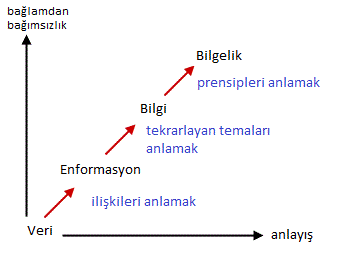 bağlamdan
bağımsızlık
Bilgelik
prensipleri anlamak
Bilgi
tekrarlayan temaları
anlamak
Enformasyon
ilişkileri anlamak
Veri
anlayış